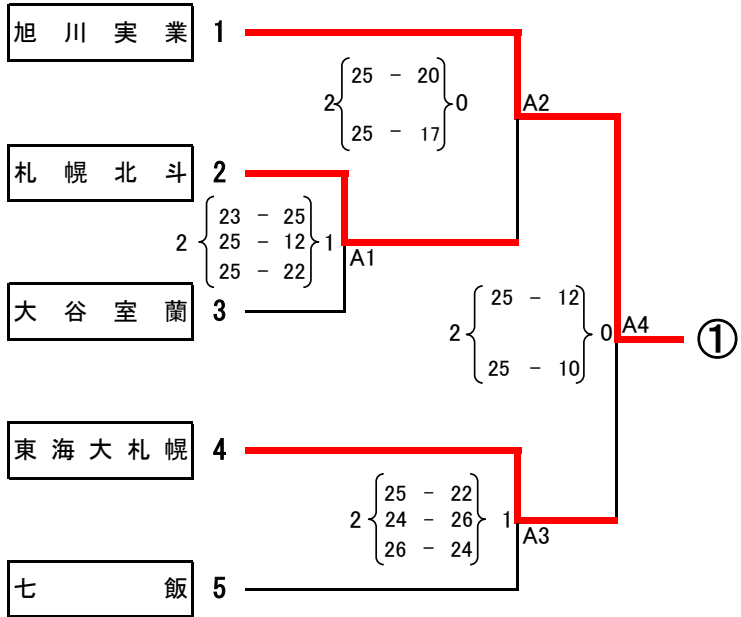 旭川実業 1
25 - 20
2 0 A2
25 - 17
札幌北斗 2
23 - 25
2 25 - 12 1
25 - 22
A1
大谷室蘭 3
25 - 12
2 0 A4 ①
25 - 10
東海大札幌 4
25 - 22
2 24 - 26 1
26 - 24
A3
七飯 5